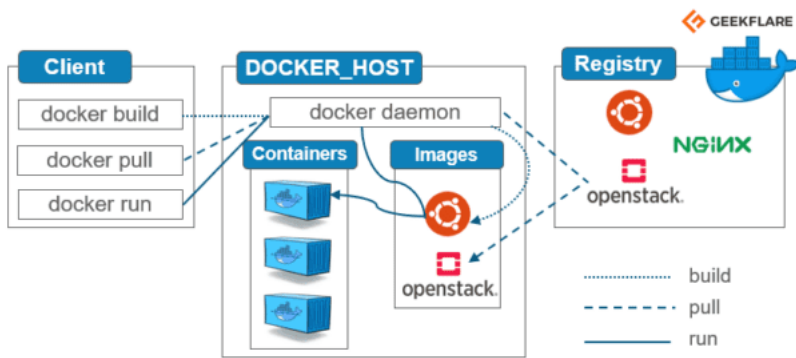 GEEKFLARE
Client
DOCKER_HOST
Registry
docker build
docker pull
docker run
docker daemon
Containers
Images
openstack.
NGINX
openstack.
build
pull
run